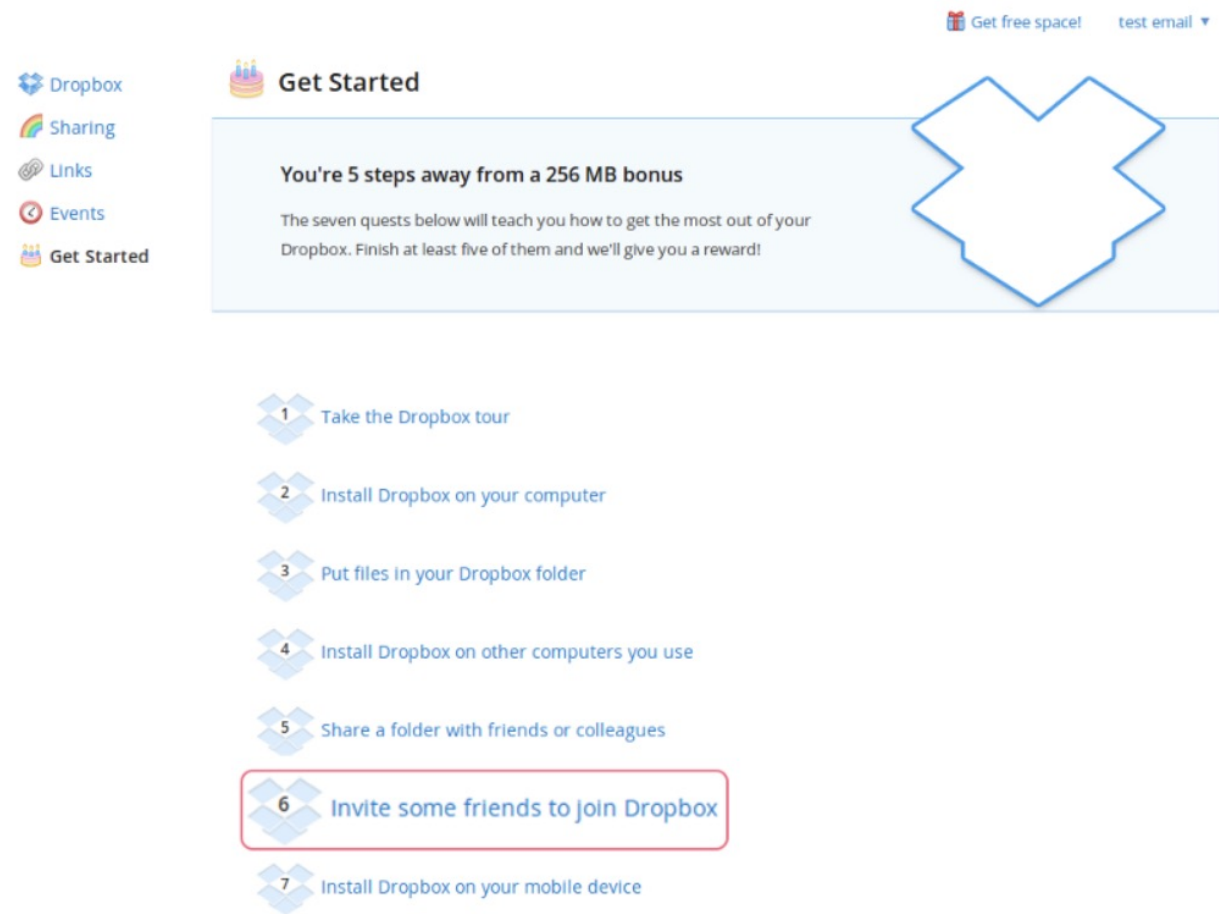 Get free space!
test email ▼
Dropbox
Sharing
Links
Events
Get Started
Get Started
You're 5 steps away from a 256 MB bonus
The seven quests below will teach you how to get the most out of your
Dropbox. Finish at least five of them and we'll give you a reward!
1 Take the Dropbox tour
2 Install Dropbox on your computer
3 Put files in your Dropbox folder
4 Install Dropbox on other computers you use
5 Share a folder with friends or colleagues
6 Invite some friends to join Dropbox
7 Install Dropbox on your mobile device